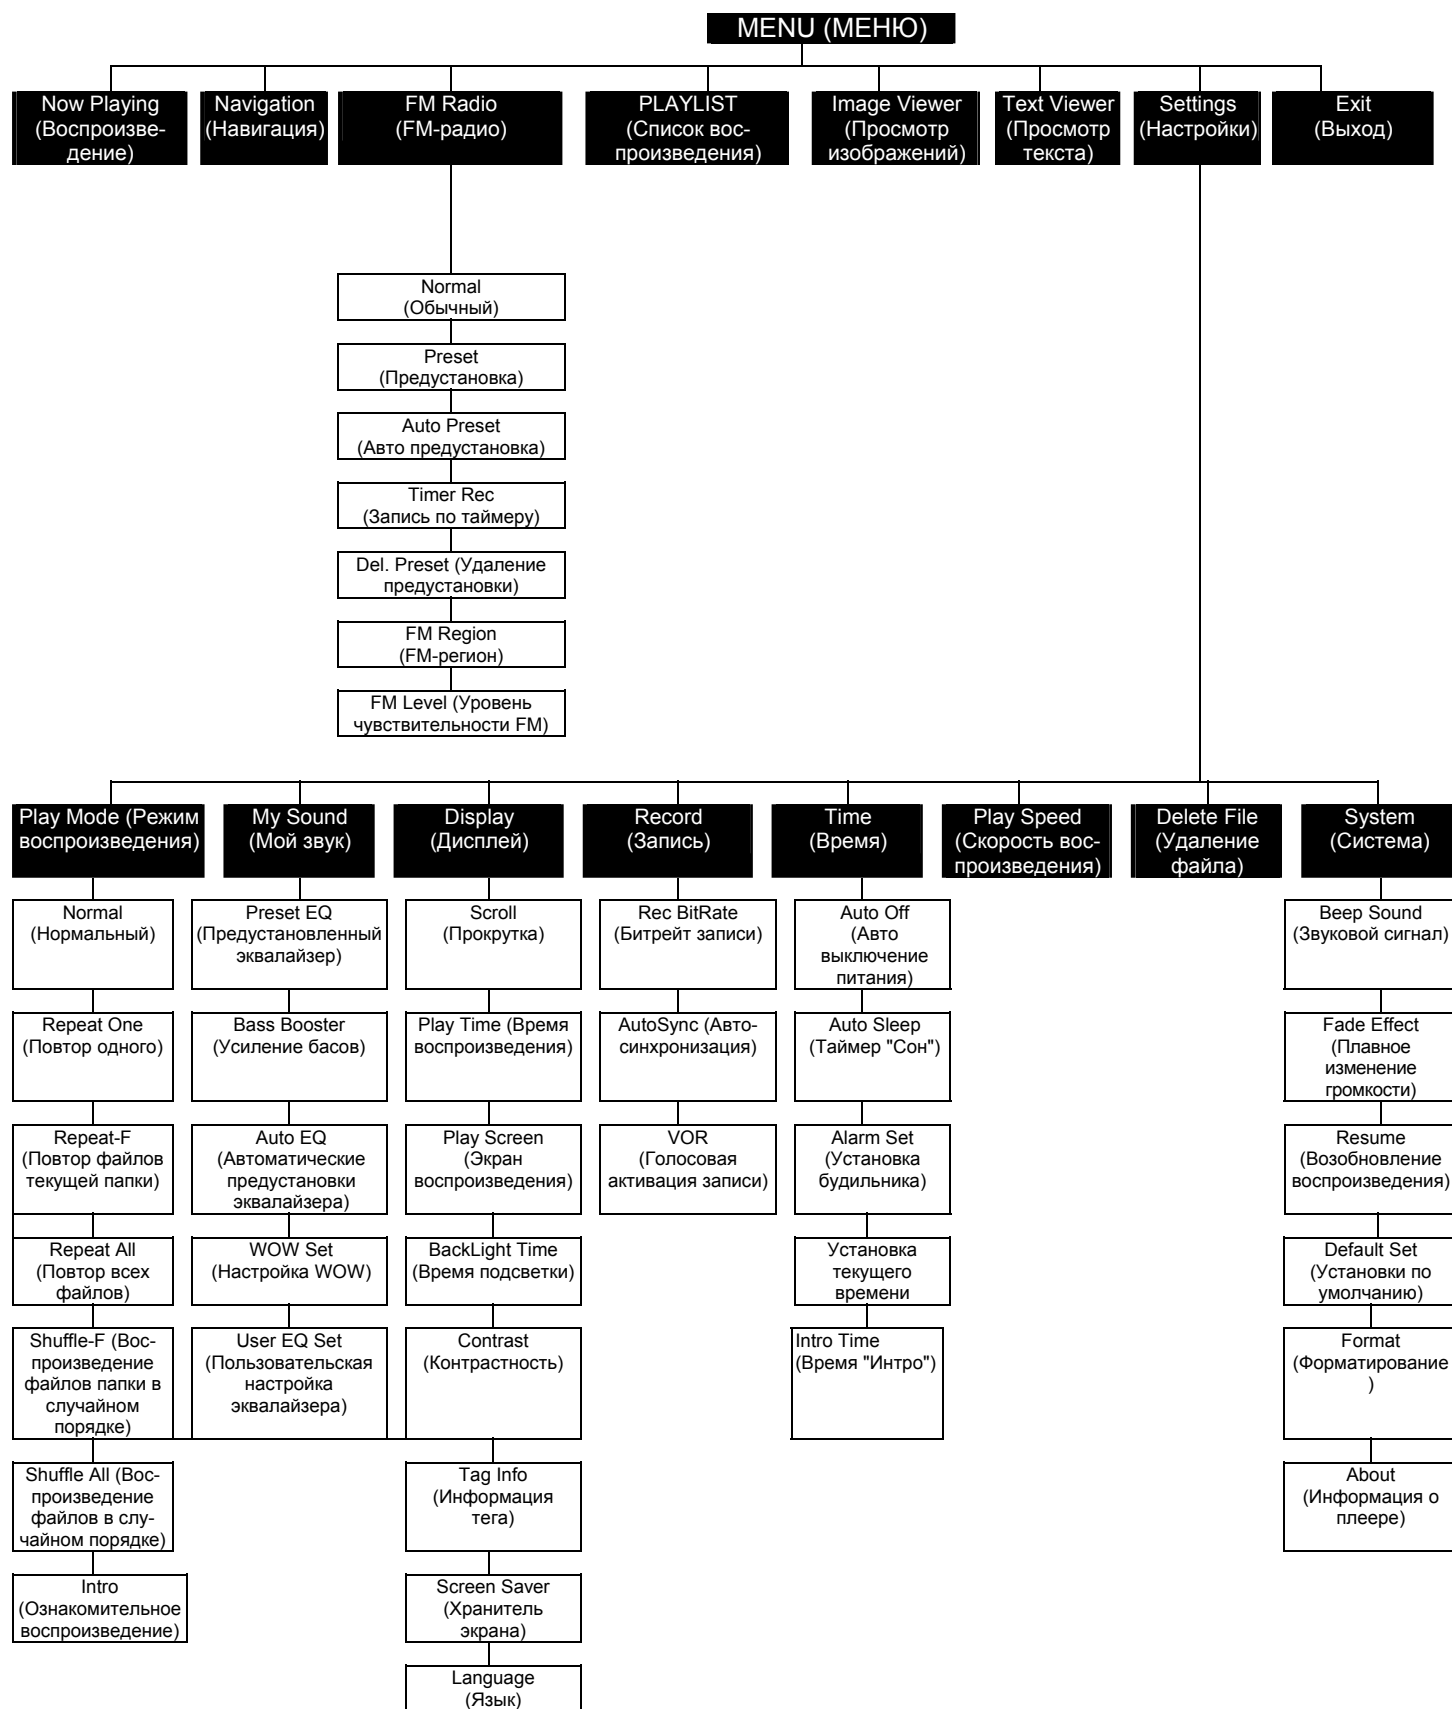 MENU (МЕНЮ)
Now Playing
(Воспроизве-
дение)
Navigation
(Навигация)
FM Radio
(FM-радио)
PLAYLIST
(Список вос-
произведения)
Image Viewer
(Просмотр
изображений)
Text Viewer
(Просмотр
текста)
Settings
(Настройки)
Exit
(Выход)
Normal
(Обычный)
Preset
(Предустановка)
Auto Preset
(Авто предустановка)
Timer Rec
(Запись по таймеру)
Del. Preset (Удаление
предустановки)
FM Region
(FM-регион)
FM Level (Уровень
чувствительности FM)
Play Mode (Режим
воспроизведения)
My Sound
(Мой звук)
Display
(Дисплей)
Record
(Запись)
Time
(Время)
Play Speed
(Скорость вос-
произведения)
Delete File
(Удаление
файла)
System
(Система)
Normal
(Нормальный)
Preset EQ
(Предустановленный
эквалайзер)
Scroll
(Прокрутка)
Rec BitRate
(Битрейт записи)
Auto Off
(Авто
выключение
питания)
Beep Sound
(Звуковой сигнал)
Repeat One
(Повтор одного)
Bass Booster
(Усиление басов)
Play Time (Время
воспроизведения)
AutoSync (Авто-
синхронизация)
Auto Sleep
(Таймер "Сон")
Fade Effect
(Плавное
изменение
громкости)
Repeat-F
(Повтор файлов
текущей папки)
Auto EQ
(Автоматические
предустановки
эквалайзера)
Play Screen
(Экран
воспроизведения)
VOR
(Голосовая
активация записи)
Alarm Set
(Установка
будильника)
Resume
(Возобновление
воспроизведения)
Repeat All
(Повтор всех
файлов)
WOW Set
(Настройка WOW)
BackLight Time
(Время подсветки)
Установка
текущего
времени
Default Set
(Установки по
умолчанию)
Shuffle-F (Вос-
произведение
файлов папки в
случайном
порядке)
User EQ Set
(Пользовательская
настройка
эквалайзера)
Contrast
(Контрастность)
Intro Time
(Время "Интро")
Format
(Форматирование
)
Shuffle All (Вос-
произведение
файлов в слу-
чайном порядке)
Tag Info
(Информация
тега)
About
(Информация о
плеере)
Intro
(Ознакомительное
воспроизведение)
Screen Saver
(Хранитель
экрана)
Language
(Язык)